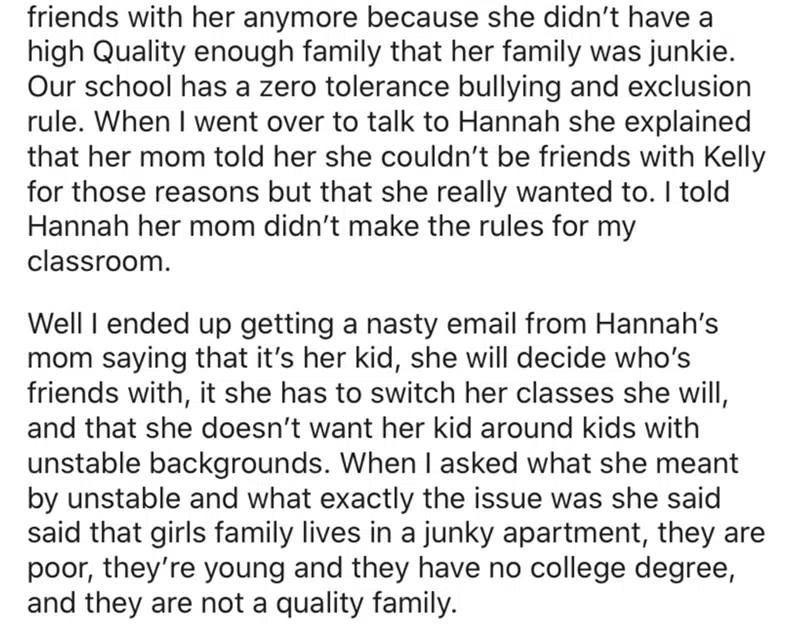 friends with her anymore because she didn’t have a
high Quality enough family that her family was junkie.
Our school has a zero tolerance bullying and exclusion
rule. When I went over to talk to Hannah she explained
that her mom told her she couldn’t be friends with Kelly
for those reasons but that she really wanted to. I told
Hannah her mom didn’t make the rules for my
classroom.
Well I ended up getting a nasty email from Hannah’s
mom saying that it’s her kid, she will decide who’s
friends with, it she has to switch her classes she will,
and that she doesn’t want her kid around kids with
unstable backgrounds. When I asked what she meant
by unstable and what exactly the issue was she said
said that girls family lives in a junky apartment, they are
poor, they’re young and they have no college degree,
and they are not a quality family.